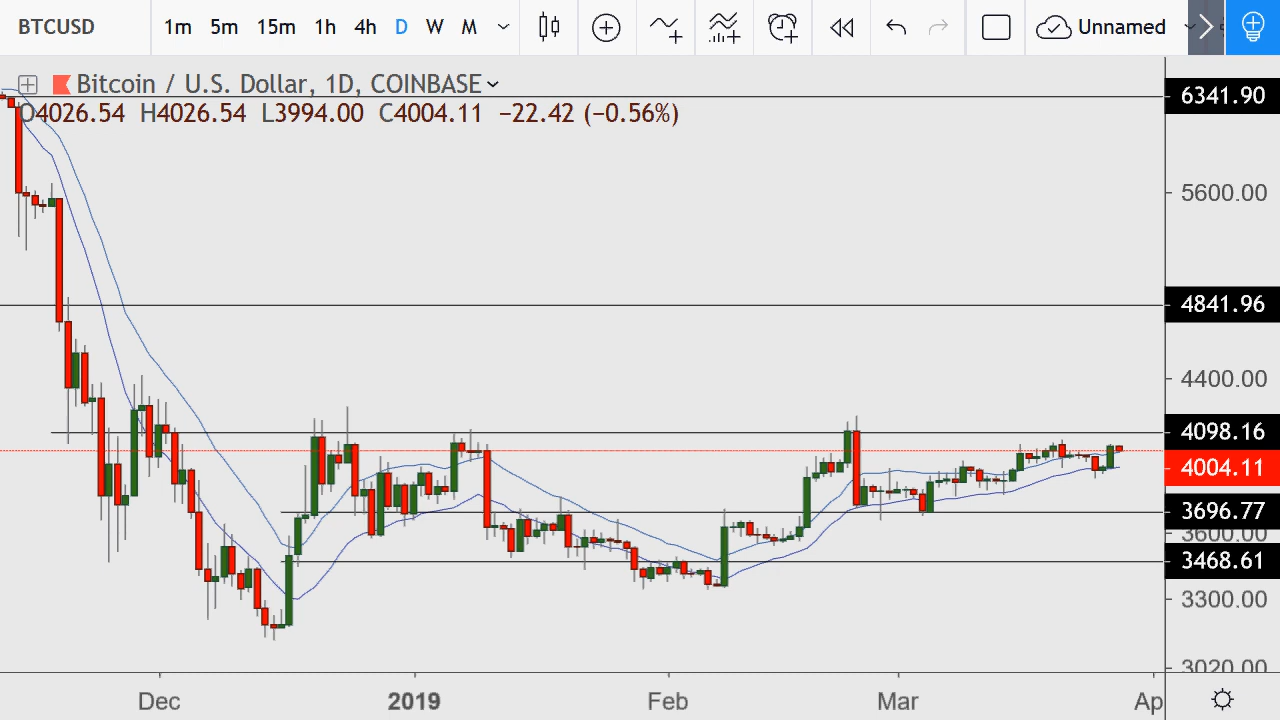 BTCUSD 1m 5m 15m 1h 4h D W M Unnamed
Bitcoin / U.S. Dollar, 1D, COINBASE
O4026.54 H4026.54 L3994.00 C4004.11 −22.42 (−0.56%)
6341.90
5600.00
4841.96
4400.00
4098.16
4004.11
3696.77
3600.00
3468.61
3300.00
3020.00
Dec 2019 Feb Mar Ap